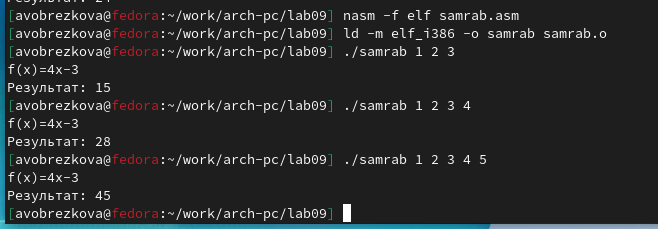 [avobrezkova@fedora:~/work/arch-pc/lab09] nasm -f elf samrab.asm
[avobrezkova@fedora:~/work/arch-pc/lab09] ld -m elf_i386 -o samrab samrab.o
[avobrezkova@fedora:~/work/arch-pc/lab09] ./samrab 1 2 3
f(x)=4x-3
Результат: 15
[avobrezkova@fedora:~/work/arch-pc/lab09] ./samrab 1 2 3 4
f(x)=4x-3
Результат: 28
[avobrezkova@fedora:~/work/arch-pc/lab09] ./samrab 1 2 3 4 5
f(x)=4x-3
Результат: 45
[avobrezkova@fedora:~/work/arch-pc/lab09]